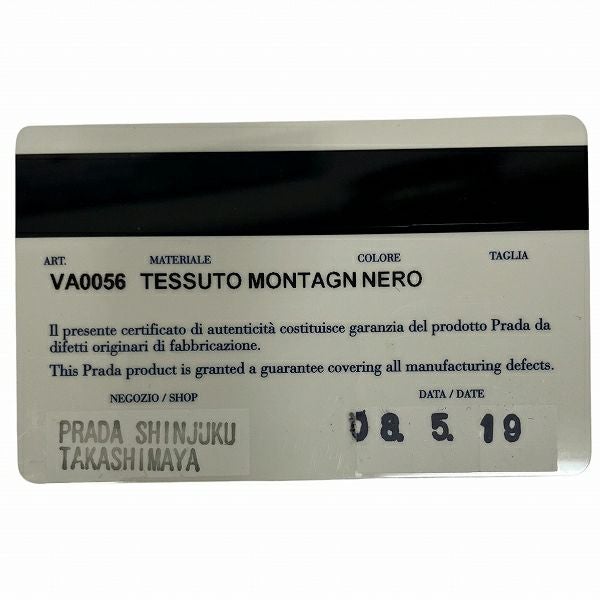 ART. MATERIALE COLORE TAGLIA
VA0056 TESSUTO MONTAGN NERO
Il presente certificato di autenticità costituisce garanzia del prodotto Prada da
difetti originari di fabbricazione.
This Prada product is granted a guarantee covering all manufacturing defects.
NEGOZIO / SHOP DATA / DATE
PRADA SHINJUKU 08. 5. 19
TAKASHIMAYA